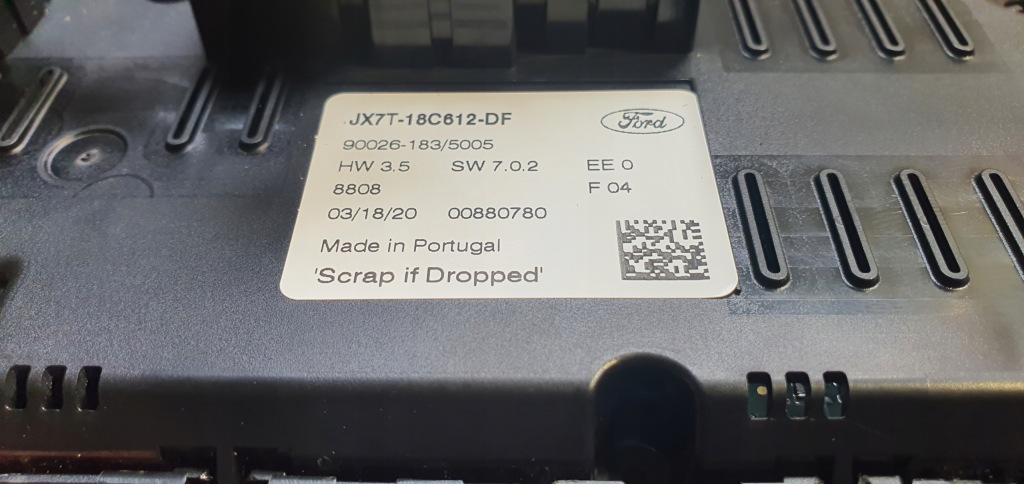 JX7T-18C612-DF
Ford
90026-183/5005
HW 3.5 SW 7.0.2 EE 0
8808 F 04
03/18/20 00880780
Made in Portugal
'Scrap if Dropped'